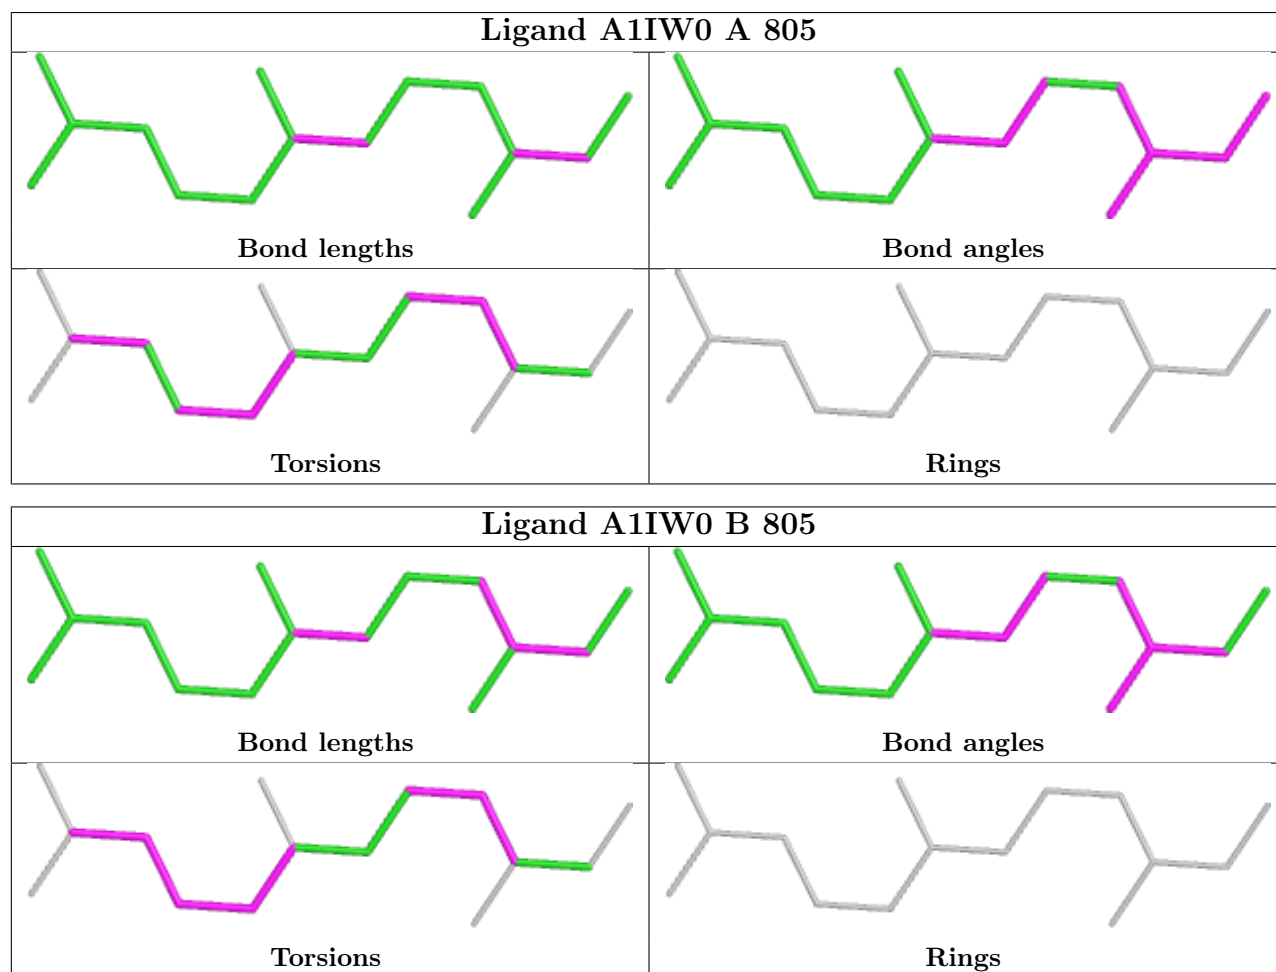 Ligand A1IW0 A 805
Bond lengths
Bond angles
Torsions
Rings
Ligand A1IW0 B 805
Bond lengths
Bond angles
Torsions
Rings